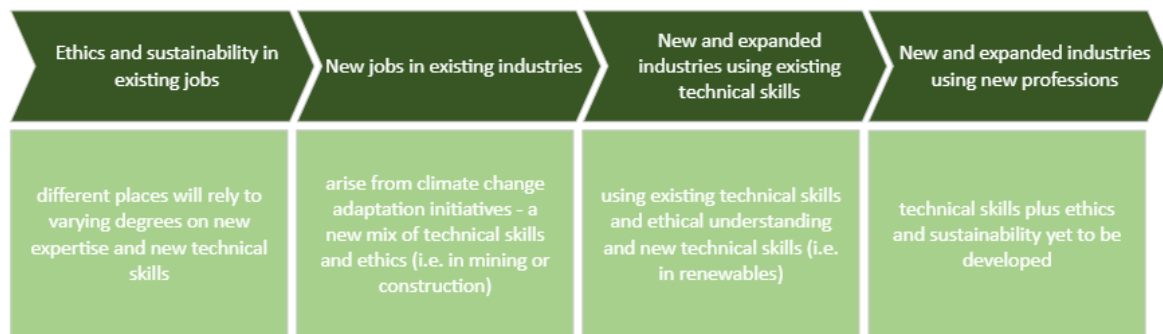 Ethics and sustainability in
existing jobs
New jobs in existing industries
New and expanded
industries using existing
technical skills
New and expanded industries
using new professions
different places will rely to
varying degrees on new
expertise and new technical
skills
arise from climate change
adaptation initiatives - a
new mix of technical skills
and ethics (i.e. in mining or
construction)
using existing technical skills
and ethical understanding
and new technical skills (i.e.
in renewables)
technical skills plus ethics
and sustainability yet to be
developed